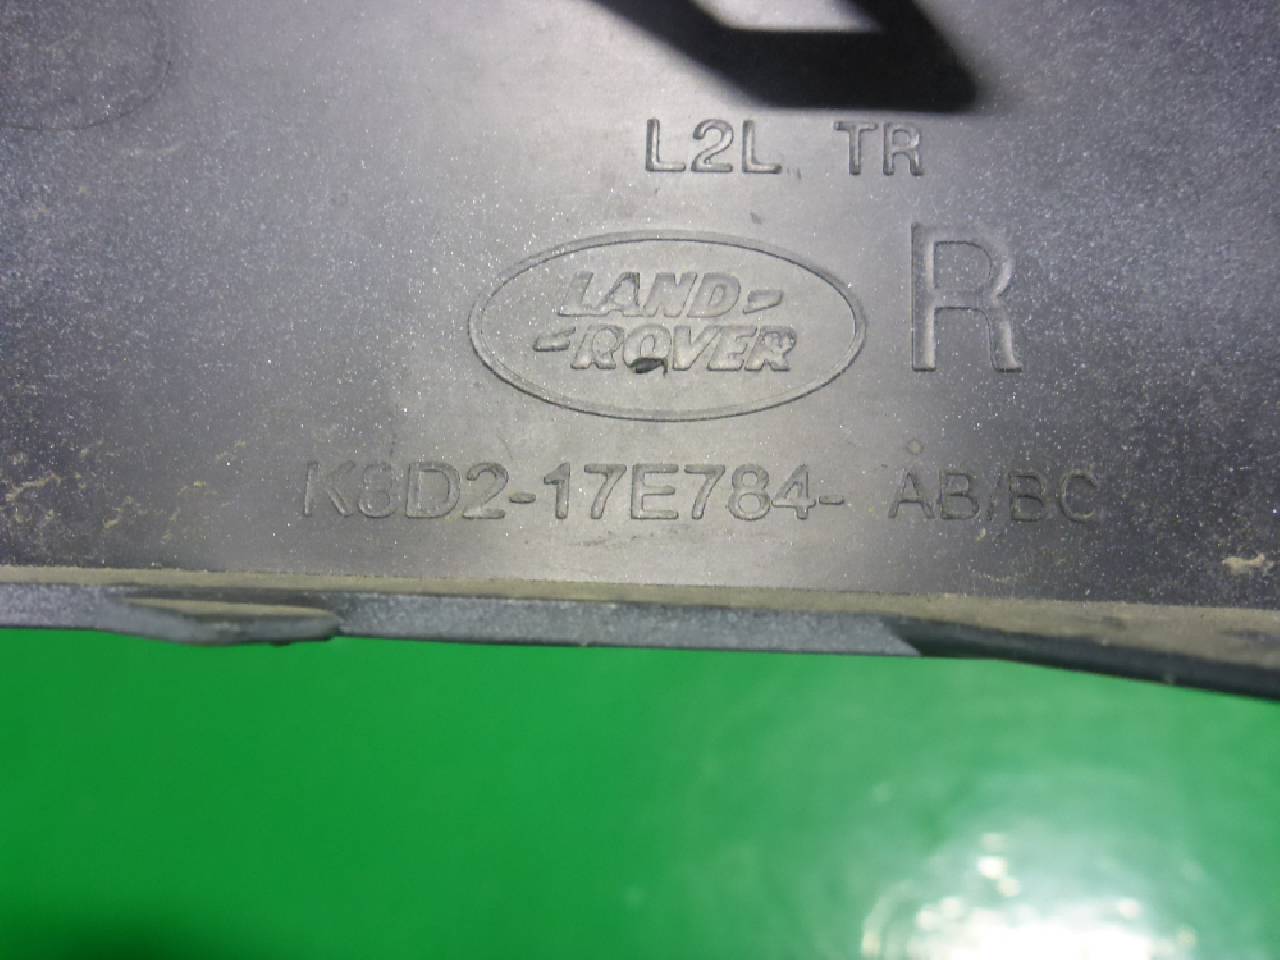 L2L TR
LAND
ROVER
R
K8D2-17E784- AB/BC